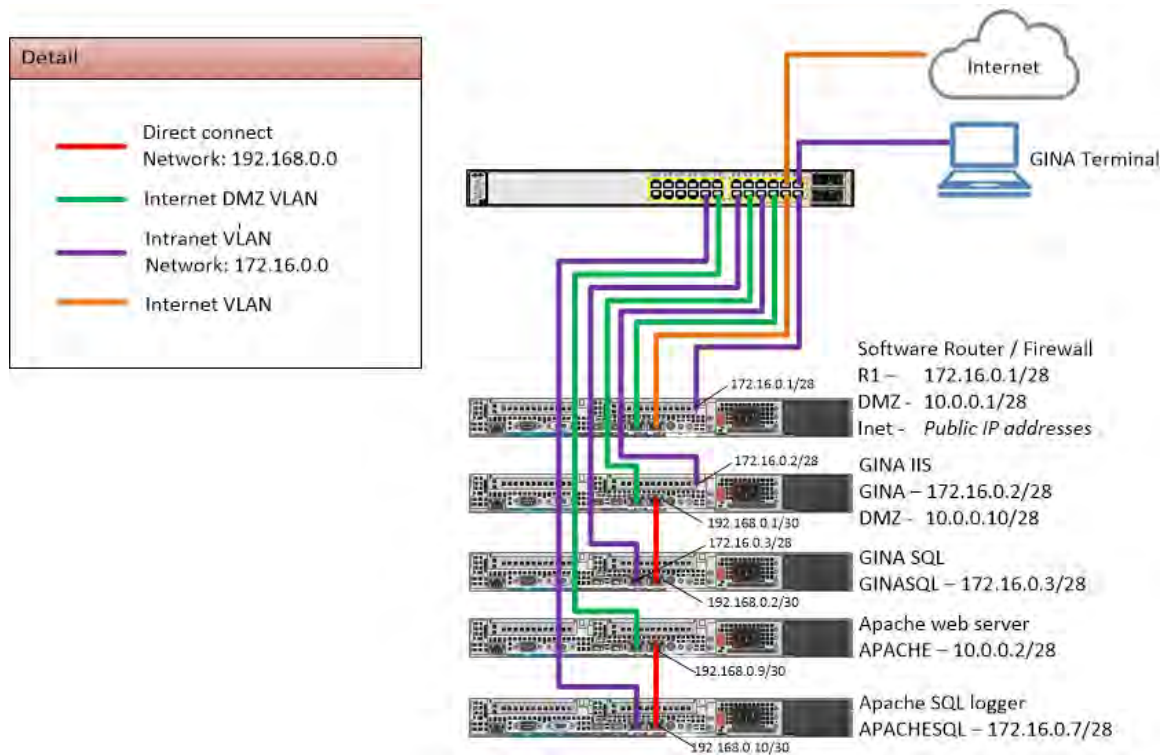 Detail
Direct connect
Network: 192.168.0.0
Internet DMZ VLAN
Intranet VLAN
Network: 172.16.0.0
Internet VLAN
Internet
GINA Terminal
Software Router / Firewall
R1 – 172.16.0.1/28
DMZ - 10.0.0.1/28
Inet - Public IP addresses
172.16.0.1/28
GINA IIS
GINA – 172.16.0.2/28
DMZ - 10.0.0.10/28
172.16.0.2/28
192.168.0.1/30
172.16.0.3/28
GINA SQL
GINASQL – 172.16.0.3/28
192.168.0.2/30
Apache web server
APACHE – 10.0.0.2/28
192.168.0.9/30
Apache SQL logger
APACHESQL – 172.16.0.7/28
192.168.0.10/30